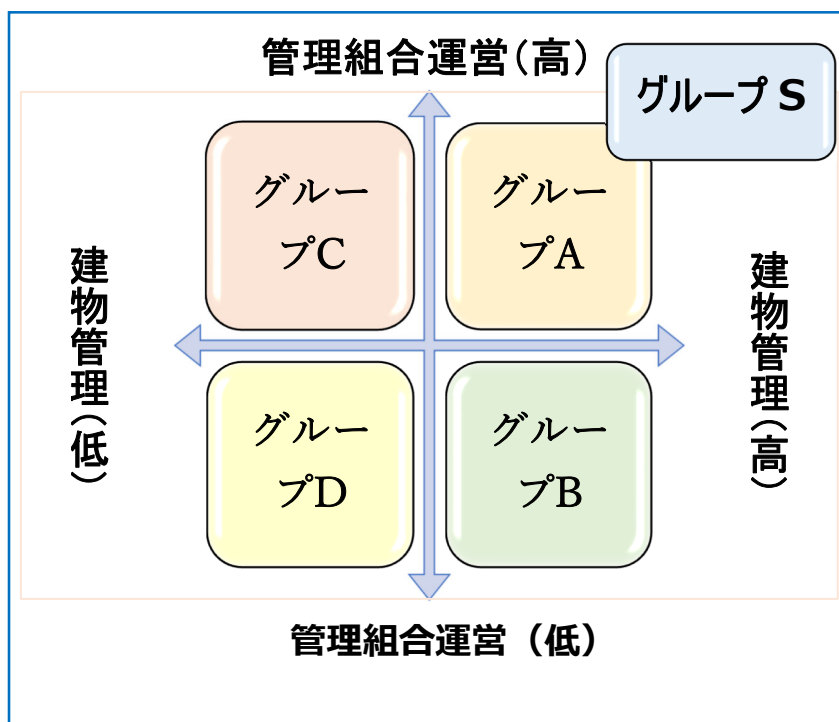 管理組合運営（高）
グループ S
グルー
プC
グルー
プA
建物管理（低）
建物管理（高）
グルー
プD
グルー
プB
管理組合運営（低）